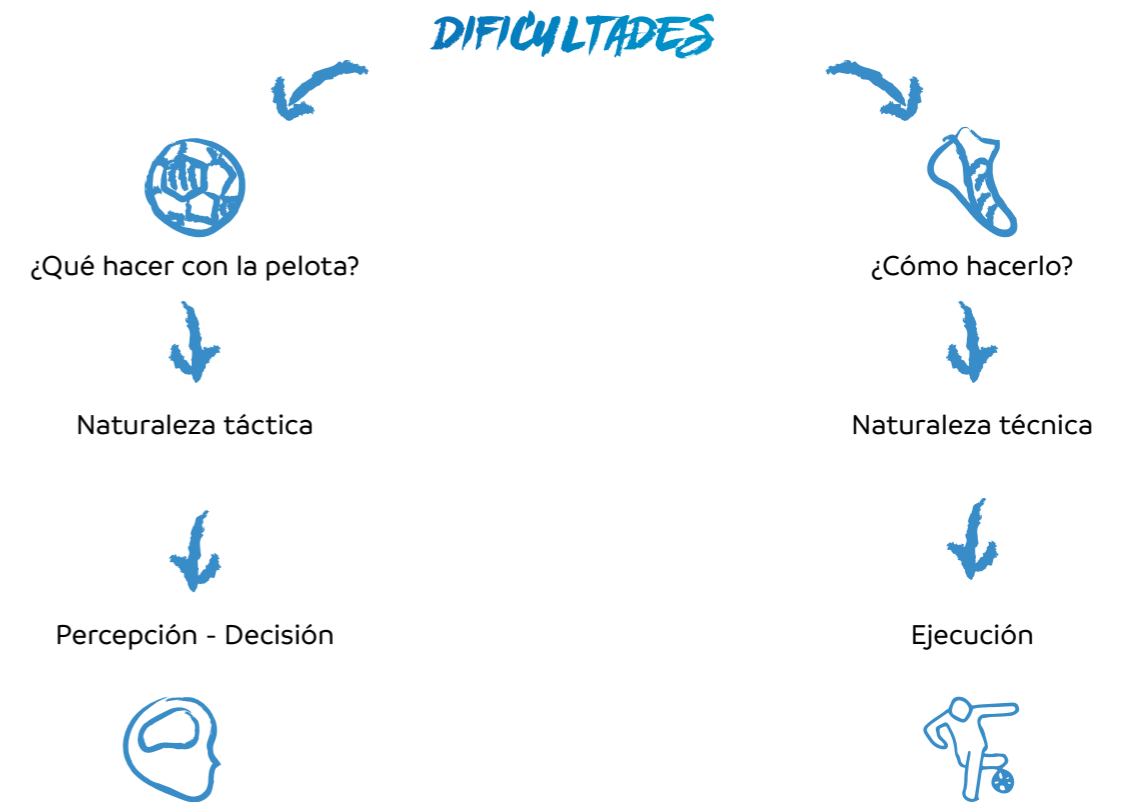 DIFICULTADES
¿Qué hacer con la pelota?
¿Cómo hacerlo?
Naturaleza táctica
Naturaleza técnica
Percepción - Decisión
Ejecución